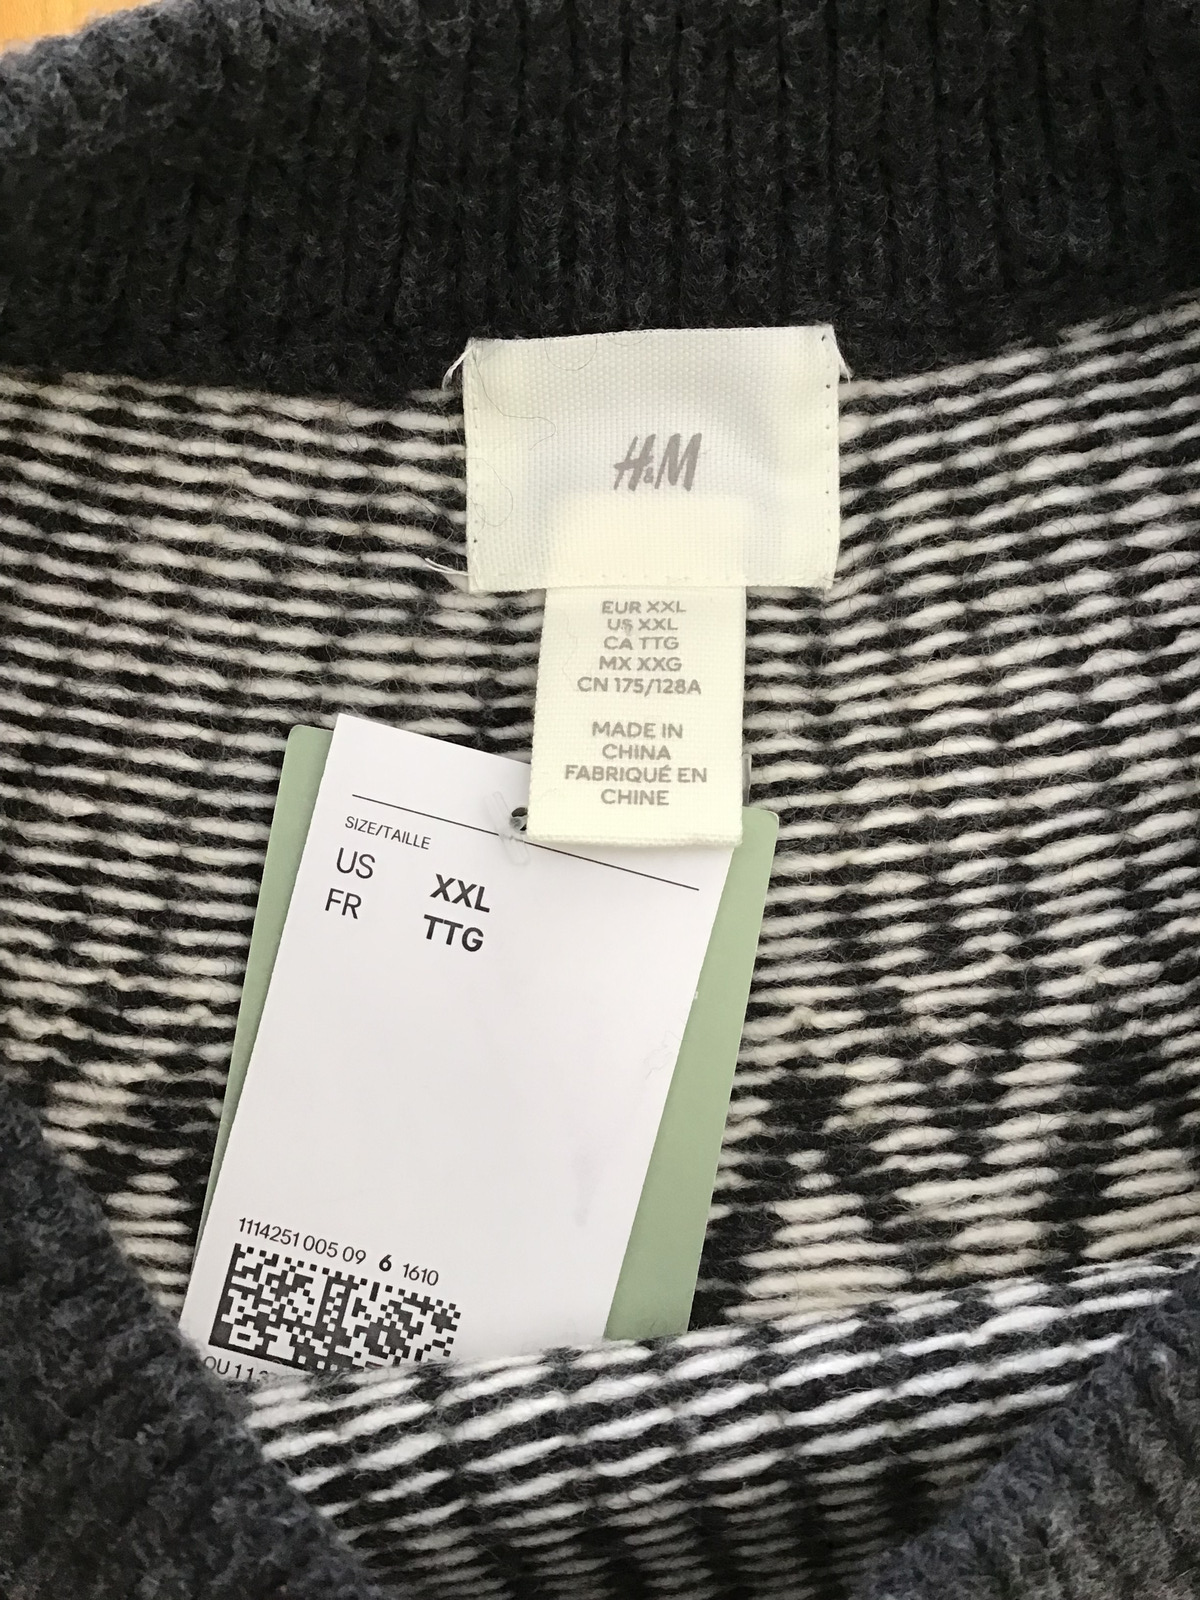 H&M
EUR XXL
US XXL
CA TTG
MX XXG
CN 175/128A
MADE IN
CHINA
FABRIQUÉ EN
CHINE
SIZE/TAILLE
US XXL
FR TTG
1114251 005 09 6 1610